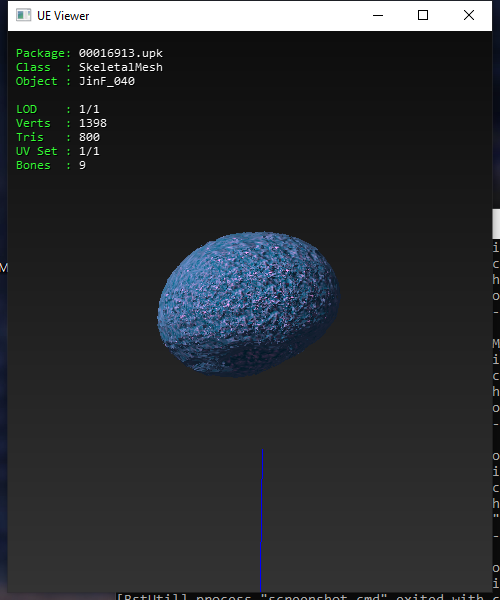 UE Viewer
Package: 00016913.upk
Class  : SkeletalMesh
Object : JinF_040
LOD    : 1/1
Verts  : 1398
Tris   : 800
UV Set : 1/1
Bones  : 9
M
i
c
h
o
-
M
i
c
h
o
-
o
i
c
h
"
-
o
i
[BstUtil] process "screenshot.cmd" exited with c